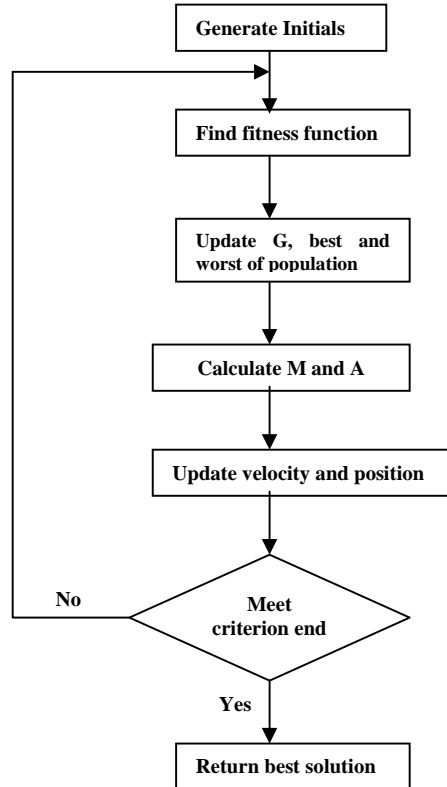 Generate Initials
Find fitness function
Update G, best and
worst of population
Calculate M and A
Update velocity and position
No
Meet
criterion end
Yes
Return best solution